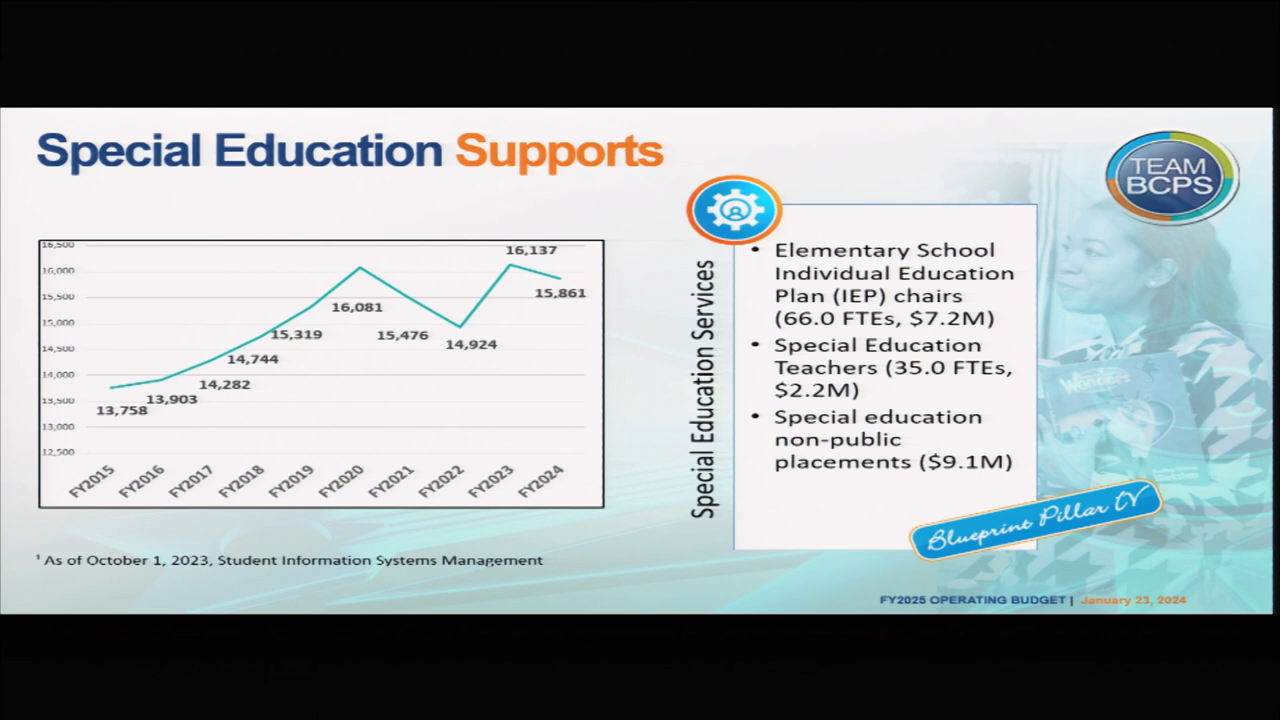 Special Education Supports
TEAM
BCPS
16,500
16,000
15,500
15,000
14,500
14,000
13,500
13,000
12,500
13,758
13,903
14,282
14,744
15,319
16,081
15,476
14,924
16,137
15,861
FY2015
FY2016
FY2017
FY2018
FY2019
FY2020
FY2021
FY2022
FY2023
FY2024
¹ As of October 1, 2023, Student Information Systems Management
Special Education Services
• Elementary School
Individual Education
Plan (IEP) chairs
(66.0 FTEs, $7.2M)
• Special Education
Teachers (35.0 FTEs,
$2.2M)
• Special education
non-public
placements ($9.1M)
Wonders
Blueprint Pillar IV
FY2025 OPERATING BUDGET | January 23, 2024